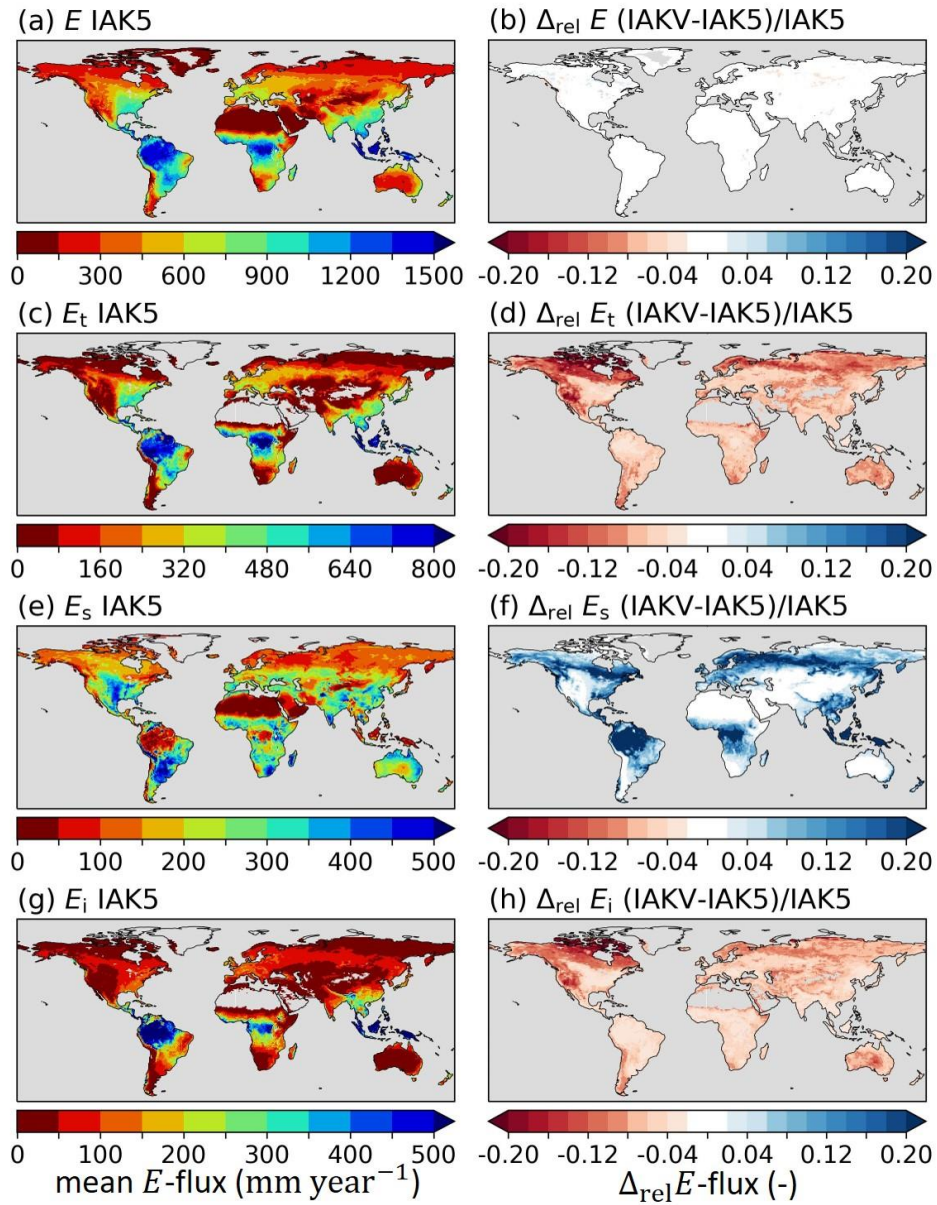 (a) E IAK5
(b) Δrel E (IAKV-IAK5)/IAK5
0 300 600 900 1200 1500
-0.20 -0.12 -0.04 0.04 0.12 0.20
(c) Et IAK5
(d) Δrel Et (IAKV-IAK5)/IAK5
0 160 320 480 640 800
-0.20 -0.12 -0.04 0.04 0.12 0.20
(e) Es IAK5
(f) Δrel Es (IAKV-IAK5)/IAK5
0 100 200 300 400 500
-0.20 -0.12 -0.04 0.04 0.12 0.20
(g) Ei IAK5
(h) Δrel Ei (IAKV-IAK5)/IAK5
0 100 200 300 400 500
-0.20 -0.12 -0.04 0.04 0.12 0.20
mean E-flux (mm year⁻¹)
ΔrelE-flux (-)